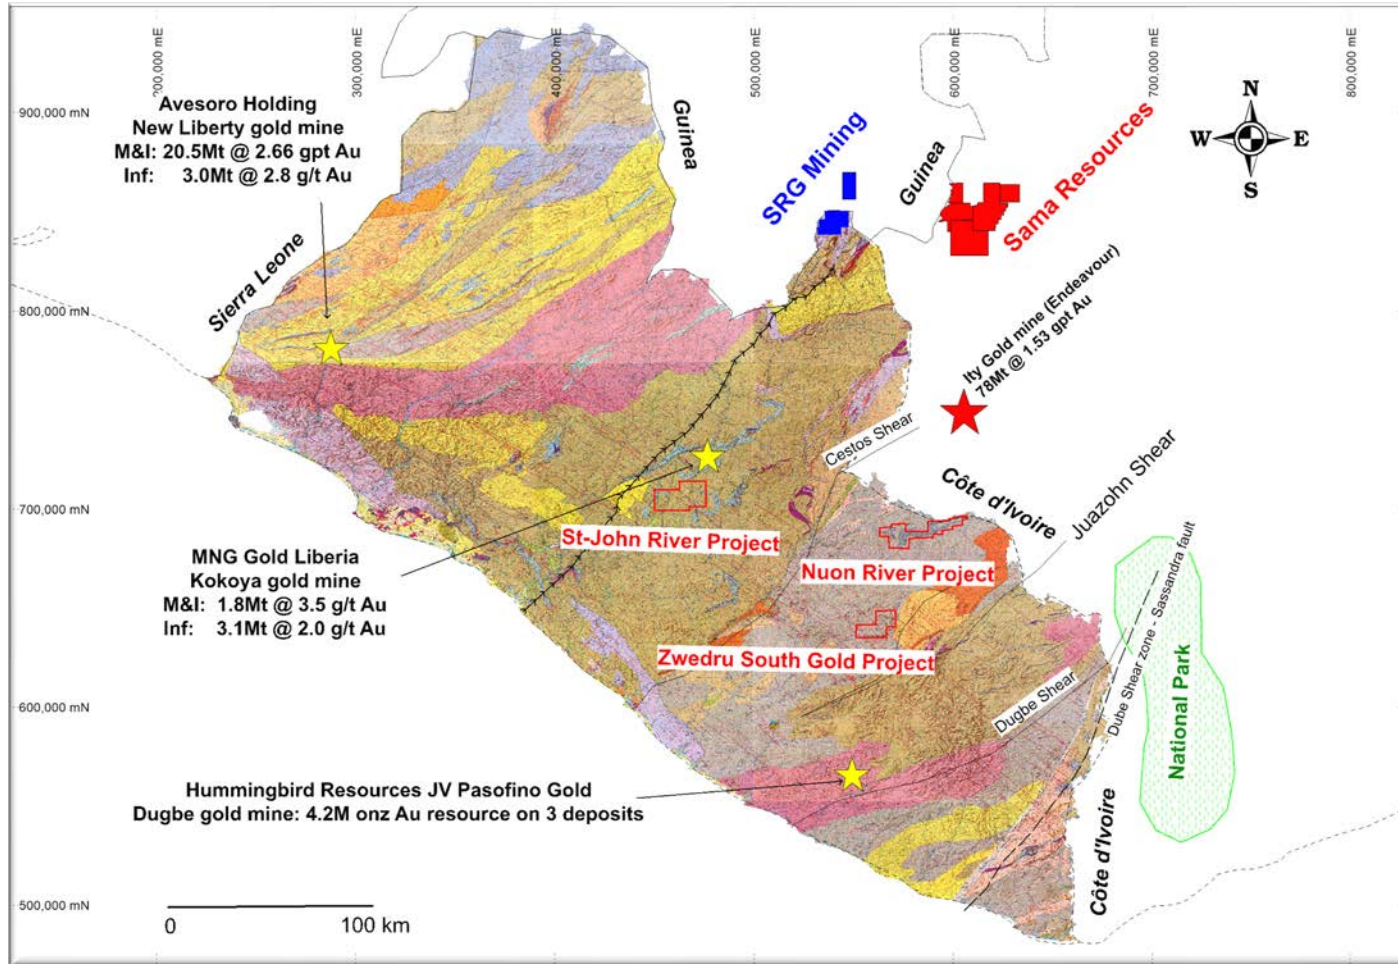 200,000 mE
300,000 mE
400,000 mE
500,000 mE
600,000 mE
700,000 mE
800,000 mE
900,000 mN
800,000 mN
700,000 mN
600,000 mN
500,000 mN
Avesoro Holding
New Liberty gold mine
M&I: 20.5Mt @ 2.66 gpt Au
Inf: 3.0Mt @ 2.8 g/t Au
Sierra Leone
Guinea
SRG Mining
Guinea
Sama Resources
N
W
E
S
Ity Gold mine (Endeavour)
78Mt @ 1.53 gpt Au
Cestos Shear
Côte d'Ivoire
Juazohn Shear
St-John River Project
Nuon River Project
Zwedru South Gold Project
MNG Gold Liberia
Kokoya gold mine
M&I: 1.8Mt @ 3.5 g/t Au
Inf: 3.1Mt @ 2.0 g/t Au
Dugbe Shear
Dube Shear zone - Sassandra fault
National Park
Hummingbird Resources JV Pasofino Gold
Dugbe gold mine: 4.2M onz Au resource on 3 deposits
Côte d'Ivoire
0
100 km